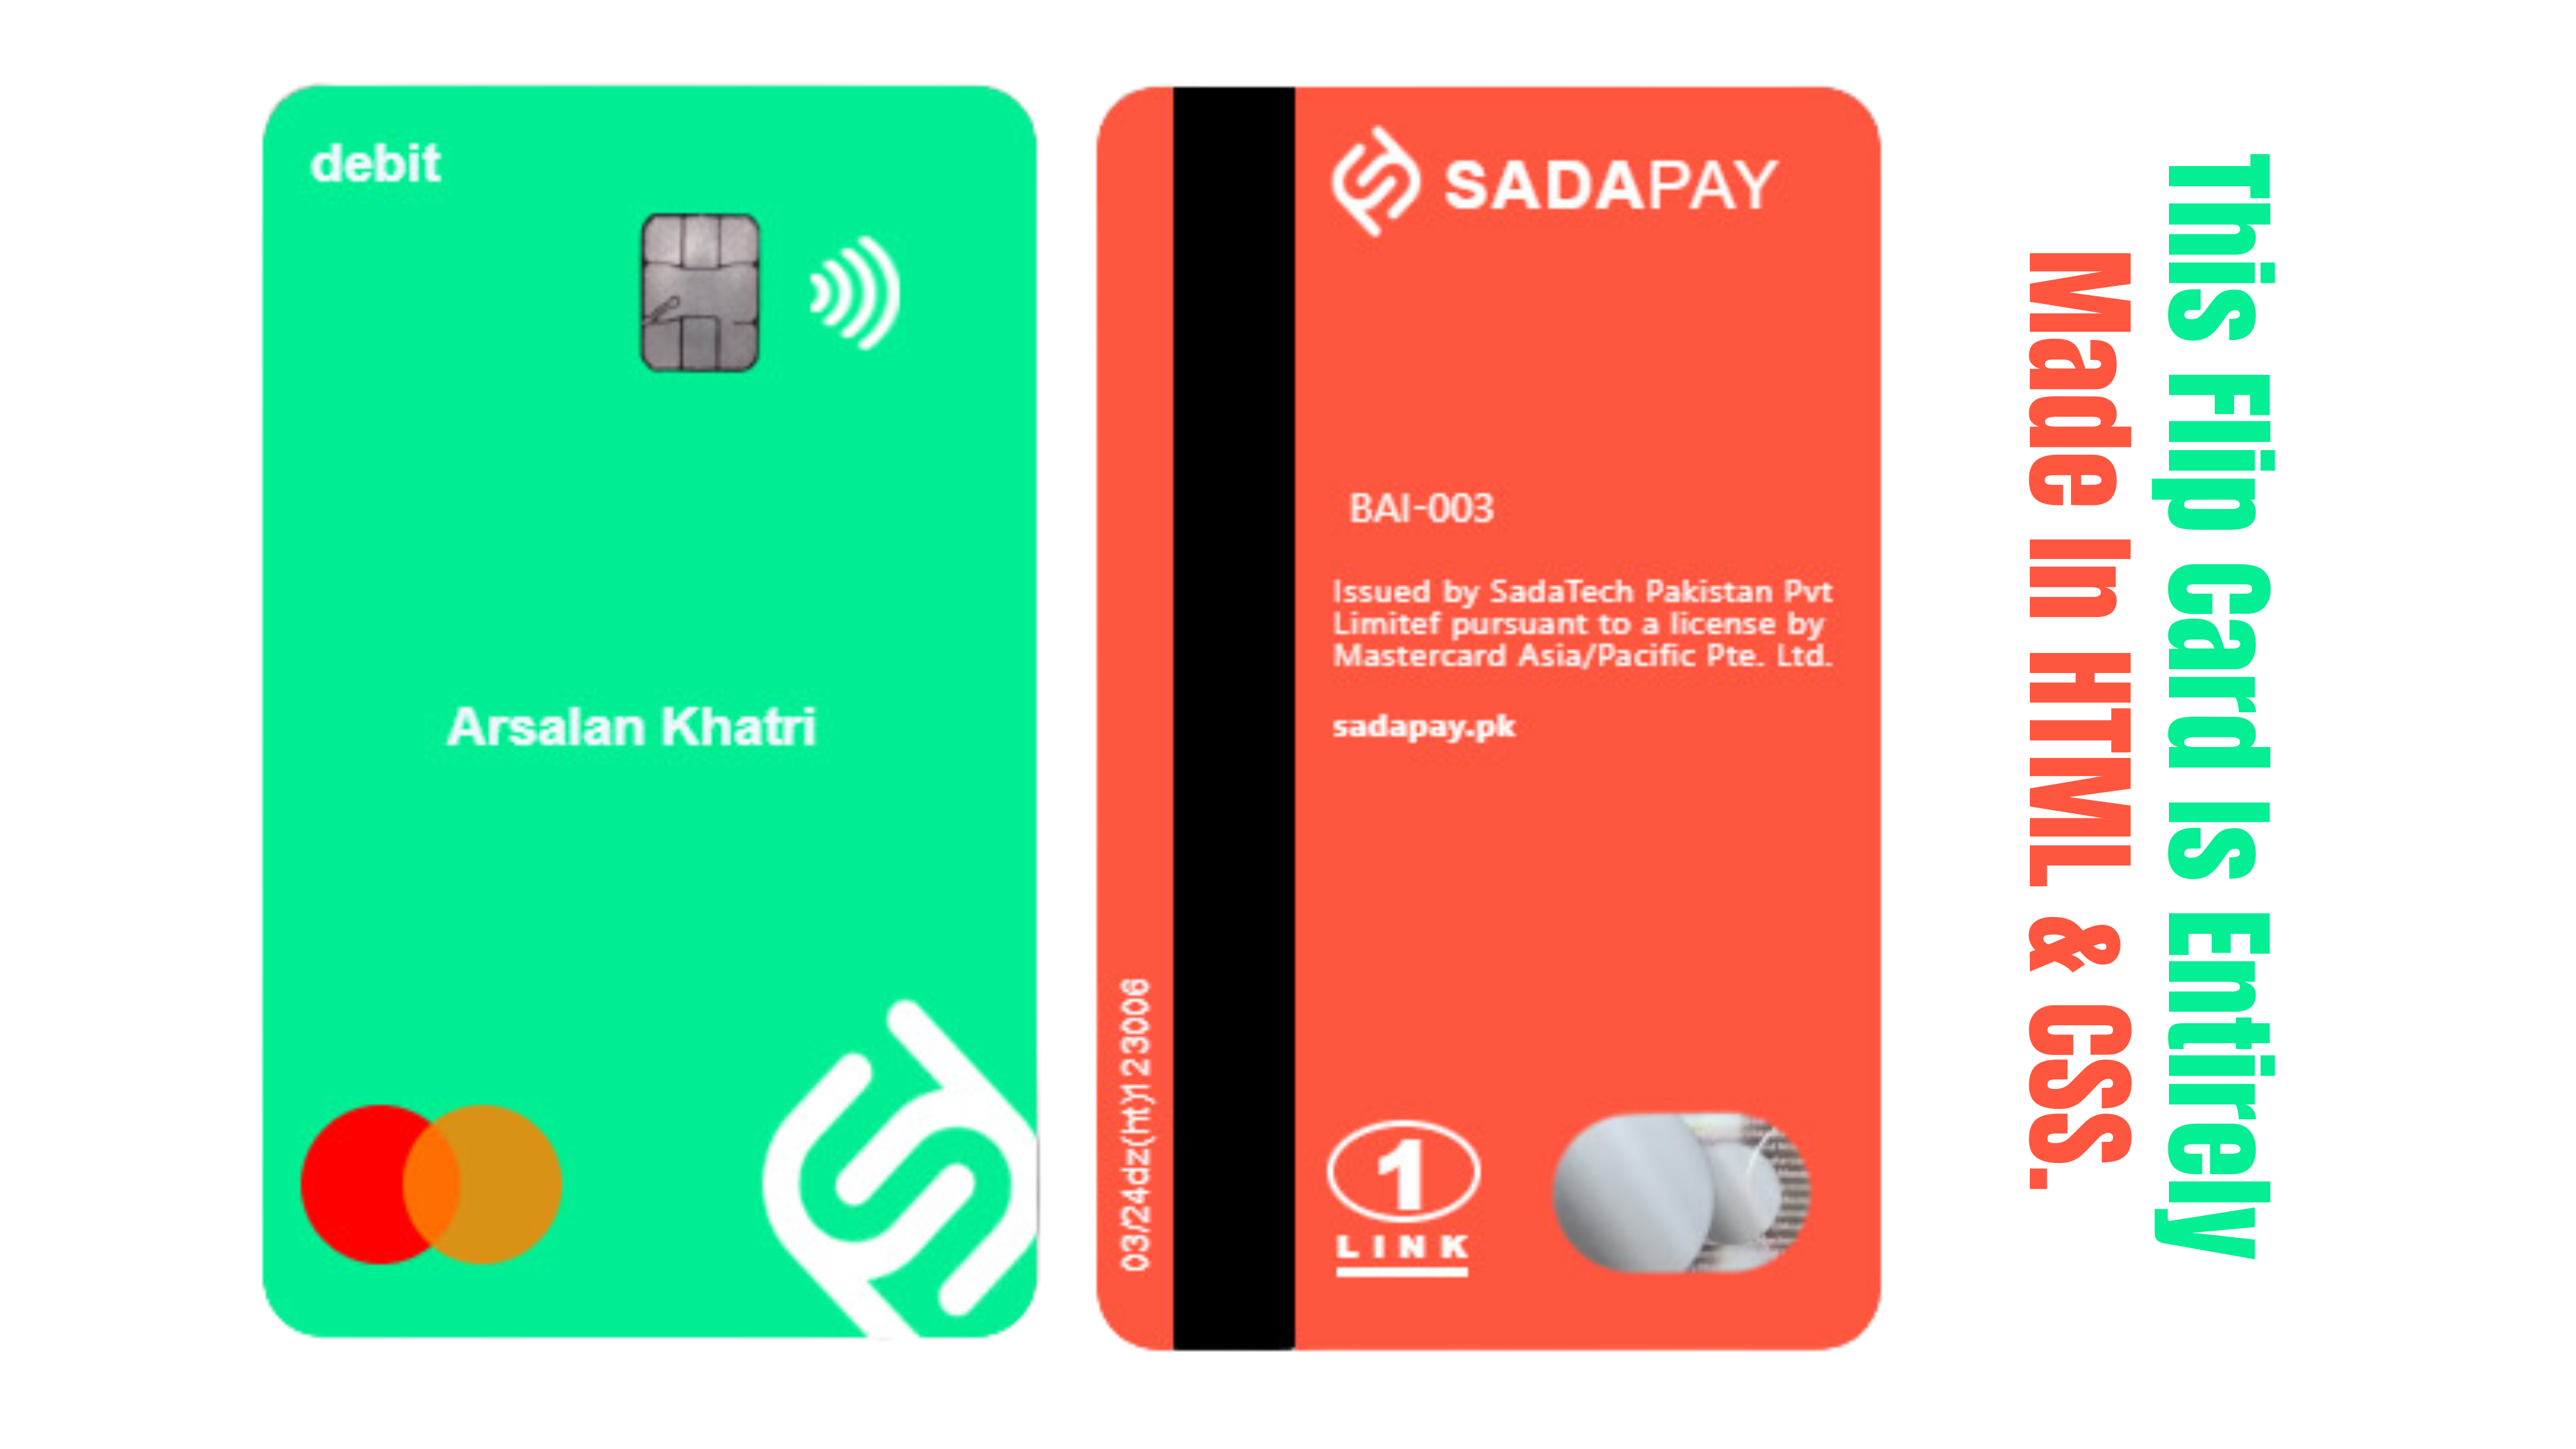 debit
Arsalan Khatri
SADAPAY
BAI-003
Issued by SadaTech Pakistan Pvt
Limitef pursuant to a license by
Mastercard Asia/Pacific Pte. Ltd.
sadapay.pk
03/24dz(ht)123006
1
LINK
This Flip Card Is Entirely
Made In HTML & CSS.